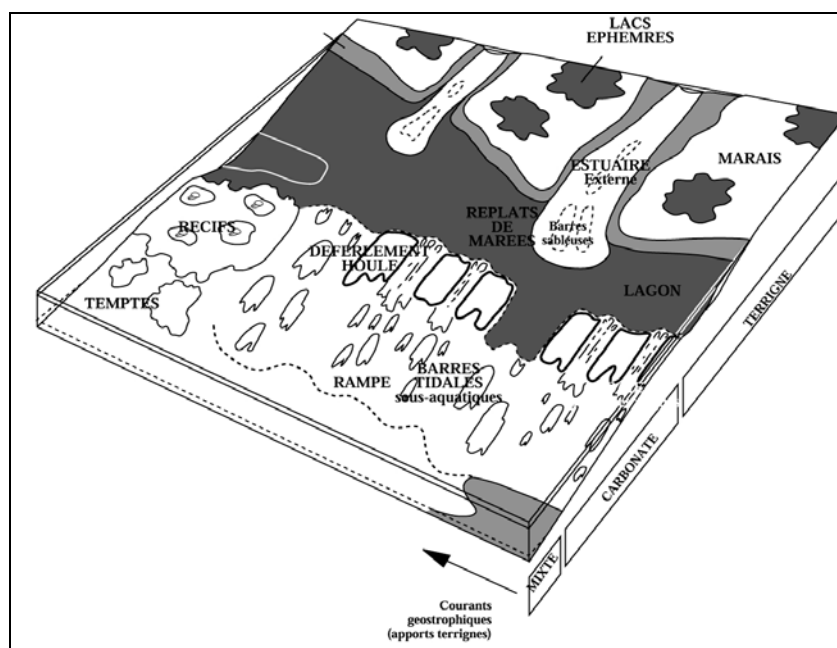 LACS
EPHEMRES
MARAIS
ESTUAIRE
Externe
REPLATS
DE
MAREES
Barres
sableuses
RECIFS
DEFERLEMENT
HOULE
LAGON
TEMPTES
RAMPE
BARRES
TIDALES
sous-aquatiques
TERRIGNE
CARBONATE
MIXTE
Courants
geostrophiques
(apports terrignes)